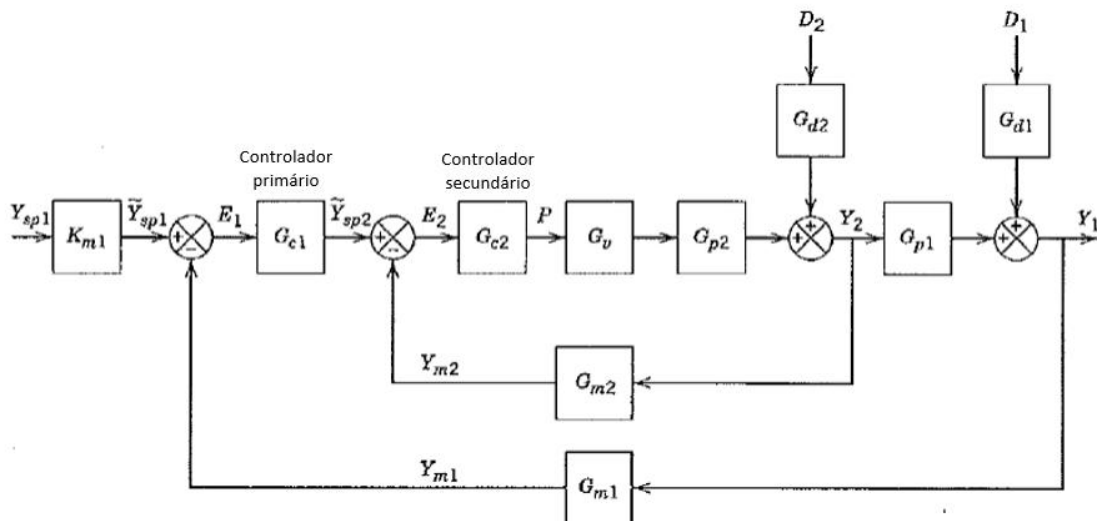 D2 D1
Gd2 Gd1
Controlador primário
Controlador secundário
Ysp1 Km1 Ỹsp1 + − E1 Gc1 Ỹsp2 + − E2 Gc2 P Gv Gp2 + + Y2 Gp1 + + Y1
Ym2 Gm2
Ym1 Gm1